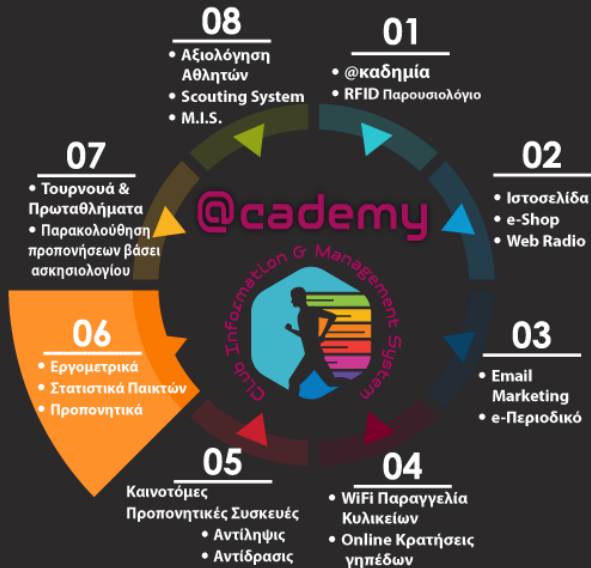 01
• @καδημία
• RFID Παρουσιολόγιο
02
• Ιστοσελίδα
• e-Shop
• Web Radio
03
• Email
Marketing
• e-Περιοδικό
04
• WiFi Παραγγελία
Κυλικείων
• Online Κρατήσεις
γηπέδων
05
Καινοτόμες
Προπονητικές Συσκευές
• Αντίληψις
• Αντίδρασις
06
• Εργομετρικά
• Στατιστικά Παικτών
• Προπονητικά
07
• Τουρνουά &
Πρωταθλήματα
• Παρακολούθηση
προπονήσεων βάσει
ασκησιολογίου
08
• Αξιολόγηση
Αθλητών
• Scouting System
• M.I.S.
@cademy
Club Information & Management System